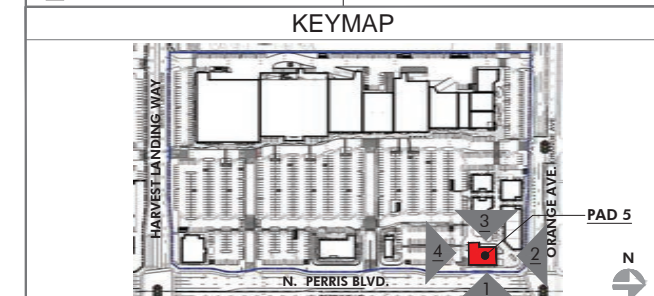 KEYMAP
HARVEST LANDING WAY
ORANGE AVE.
3
PAD 5
4
2
N
N. PERRIS BLVD.
1